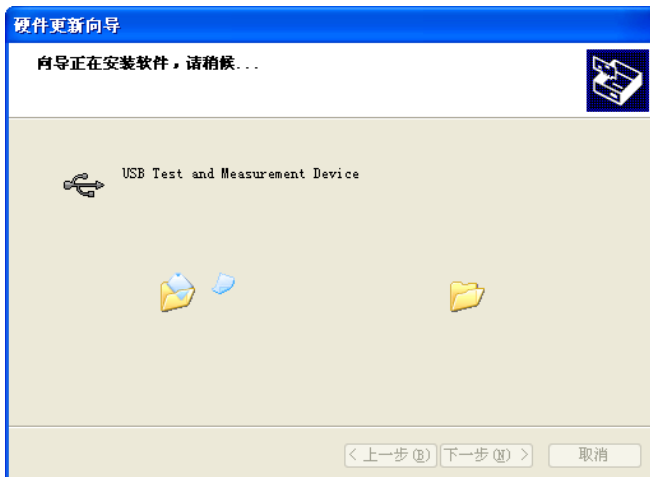 硬件更新向导
向导正在安装软件，请稍候...
USB Test and Measurement Device
< 上一步(B) 下一步(N) > 取消